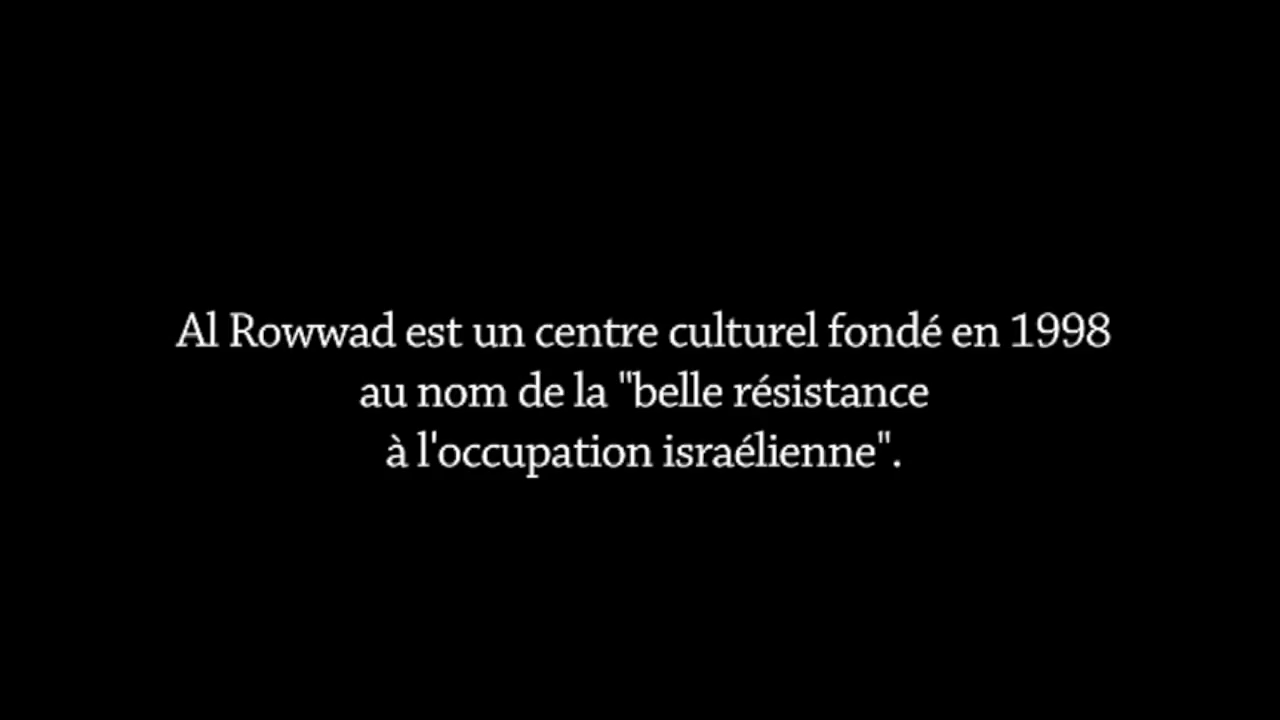 Al Rowwad est un centre culturel fondé en 1998
au nom de la "belle résistance
à l'occupation israélienne".